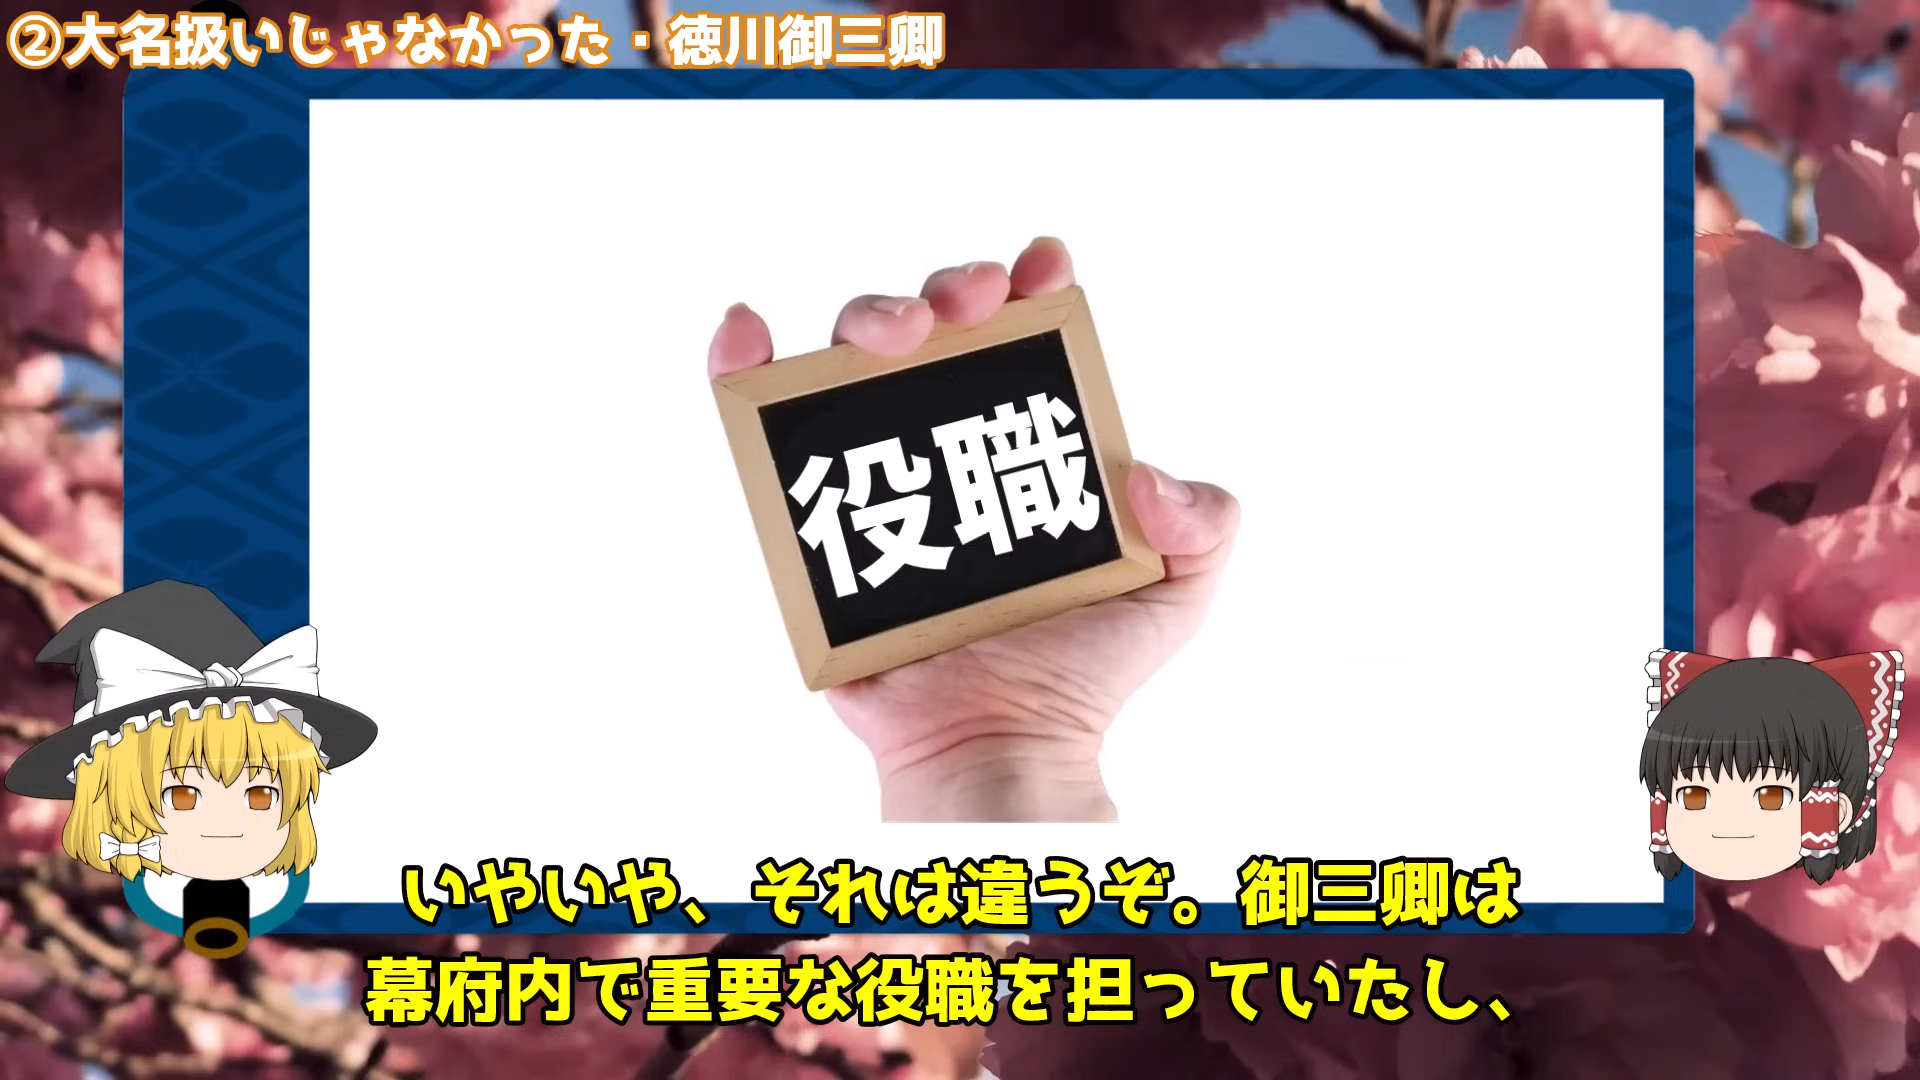 ②大名扱いじゃなかった・徳川御三卿
役職
いやいや、それは違うぞ。御三卿は
幕府内で重要な役職を担っていたし、